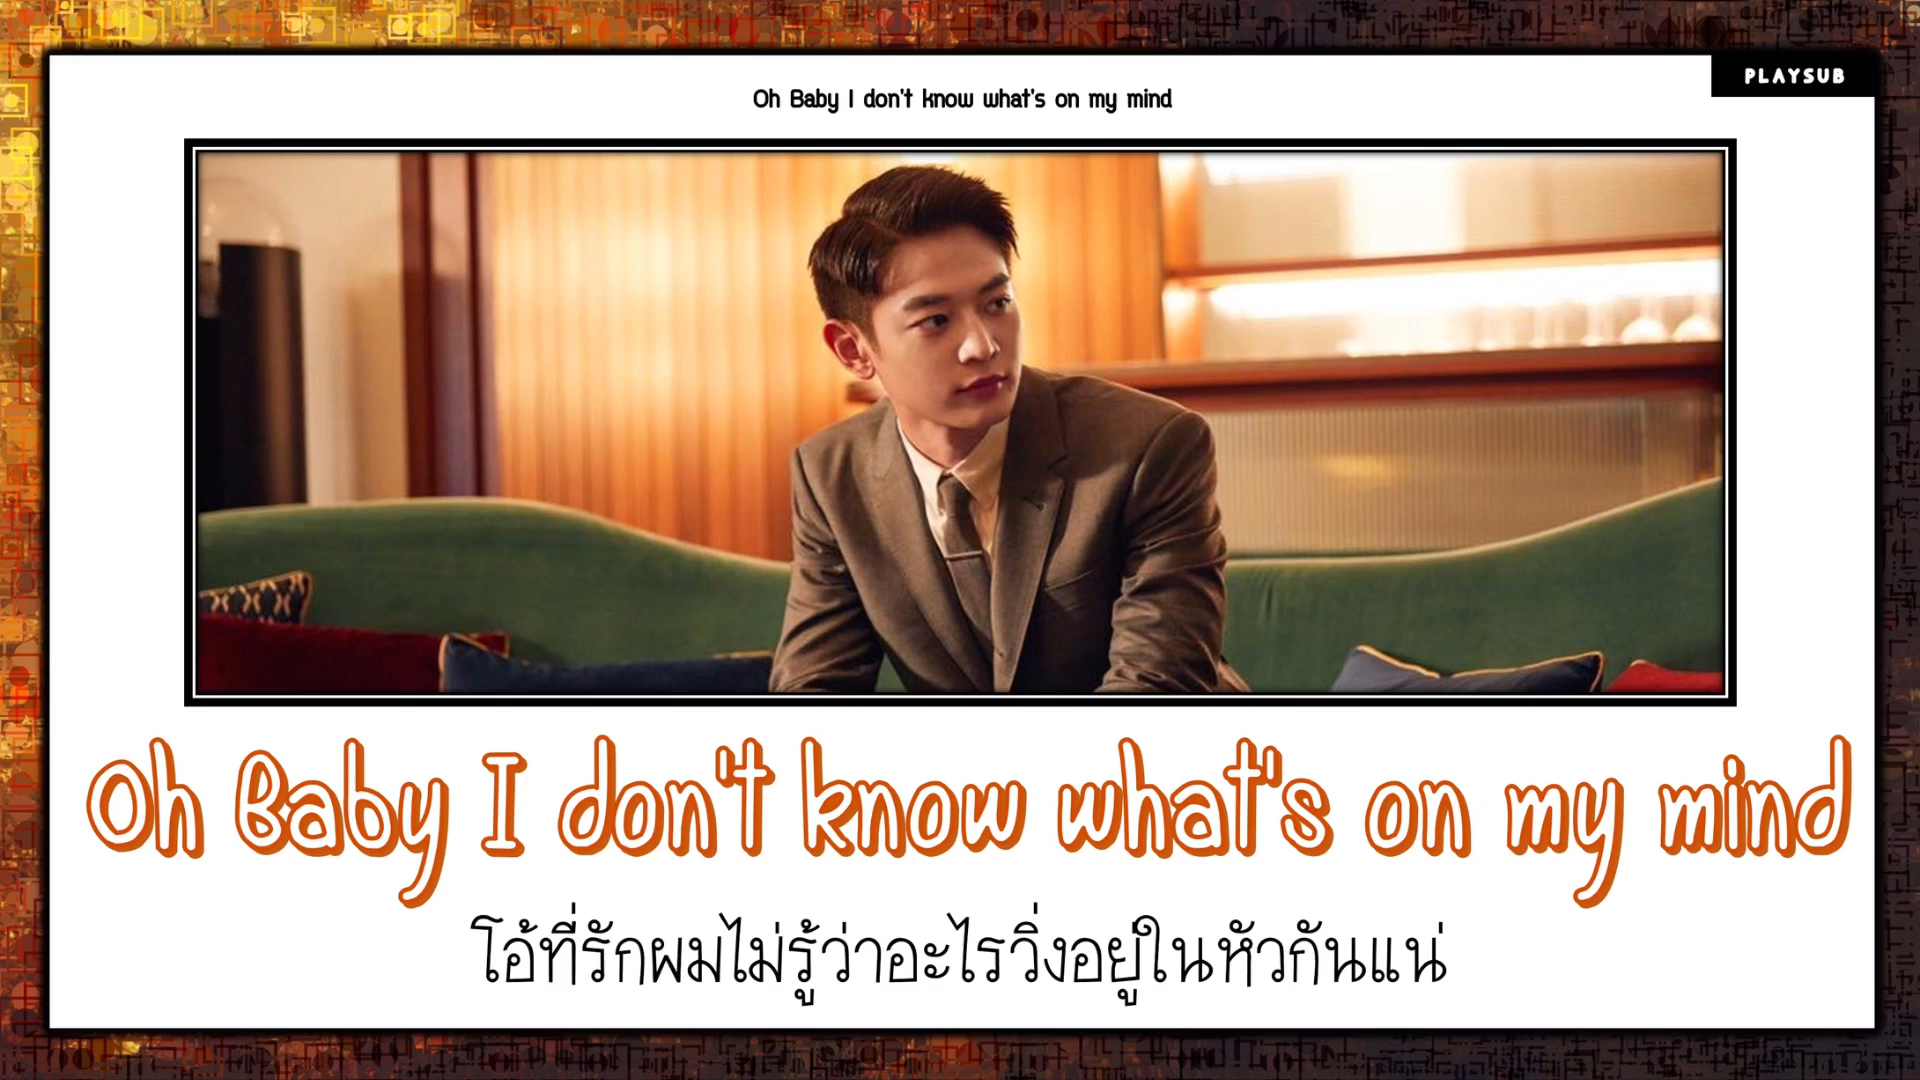 PLAYSUB
Oh Baby I don't know what's on my mind
Oh Baby I don't know what's on my mind
โอ้ที่รักผมไม่รู้ว่าอะไรวิ่งอยู่ในหัวกันแน่